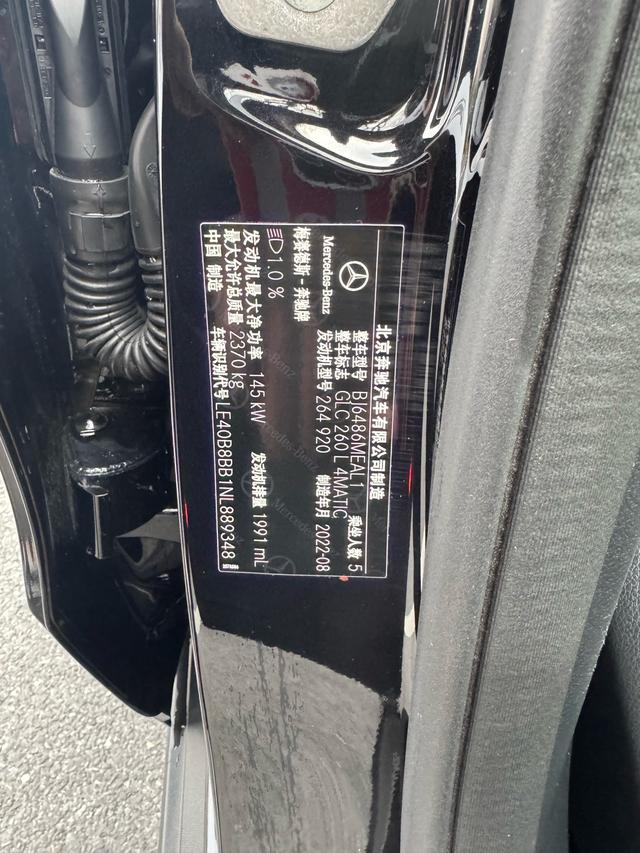 北京奔驰汽车有限公司制造
Mercedes-Benz
整车型号 BJ6486MEAL1 乘坐人数 5
整车标志 GLC 260 L 4MATIC
发动机型号 264 920 制造年月 2022-08
梅赛德斯-奔驰牌
1.0 %
发动机最大净功率 145 kW 发动机排量 1991 mL
最大允许总质量 2370 kg
中国 制造 车辆识别代号 LE40B8BB1NL889348